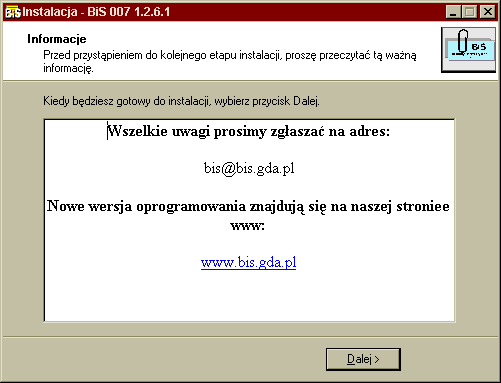 BiS Instalacja - BiS 007 1.2.6.1
Informacje
Przed przystąpieniem do kolejnego etapu instalacji, proszę przeczytać tą ważną
informację.
BiS
Kiedy będziesz gotowy do instalacji, wybierz przycisk Dalej.
Wszelkie uwagi prosimy zgłaszać na adres:
bis@bis.gda.pl
Nowe wersja oprogramowania znajdują się na naszejströniee
www:
www.bis.gda.pl
Dalej >